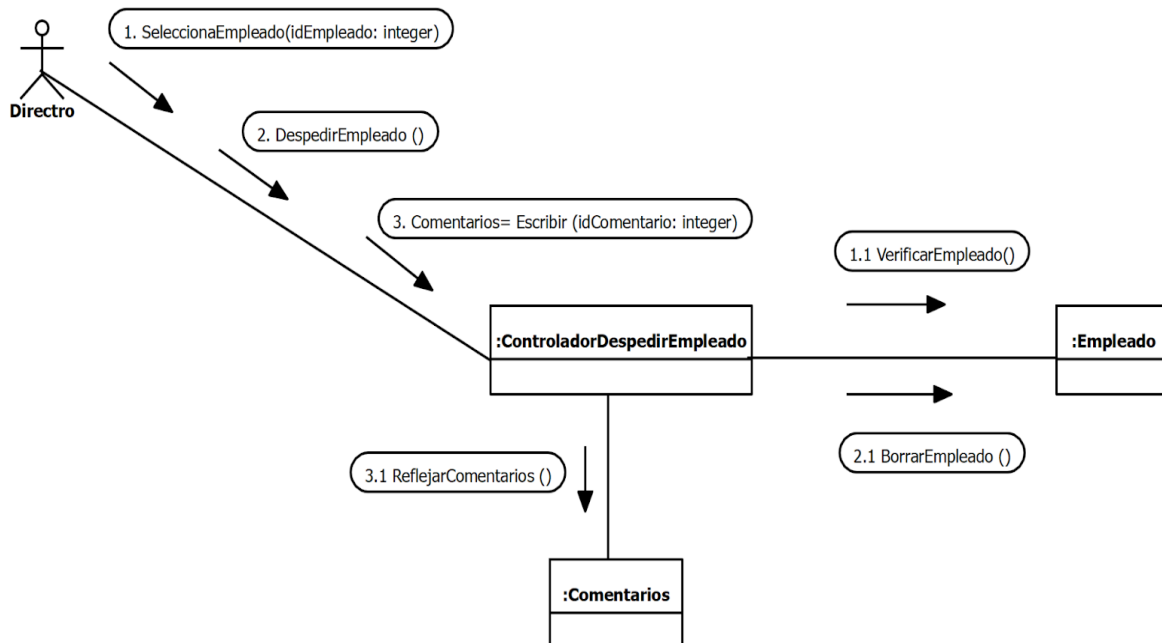 1. SeleccionaEmpleado(idEmpleado: integer)
Directro
2. DespedirEmpleado ()
3. Comentarios= Escribir (idComentario: integer)
1.1 VerificarEmpleado()
:ControladorDespedirEmpleado
:Empleado
2.1 BorrarEmpleado ()
3.1 ReflejarComentarios ()
:Comentarios